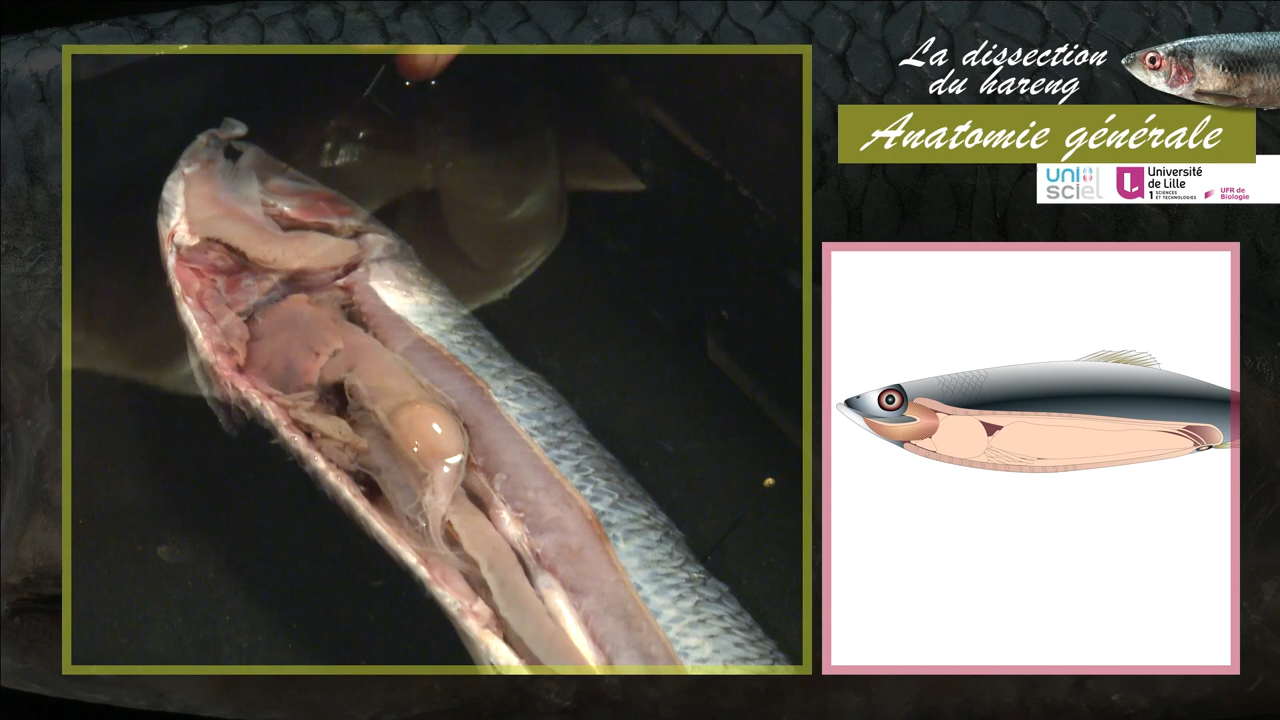 La dissection
du hareng
Anatomie générale
uni
sciel
Université
de Lille
1 SCIENCES
ET TECHNOLOGIES
UFR de
Biologie